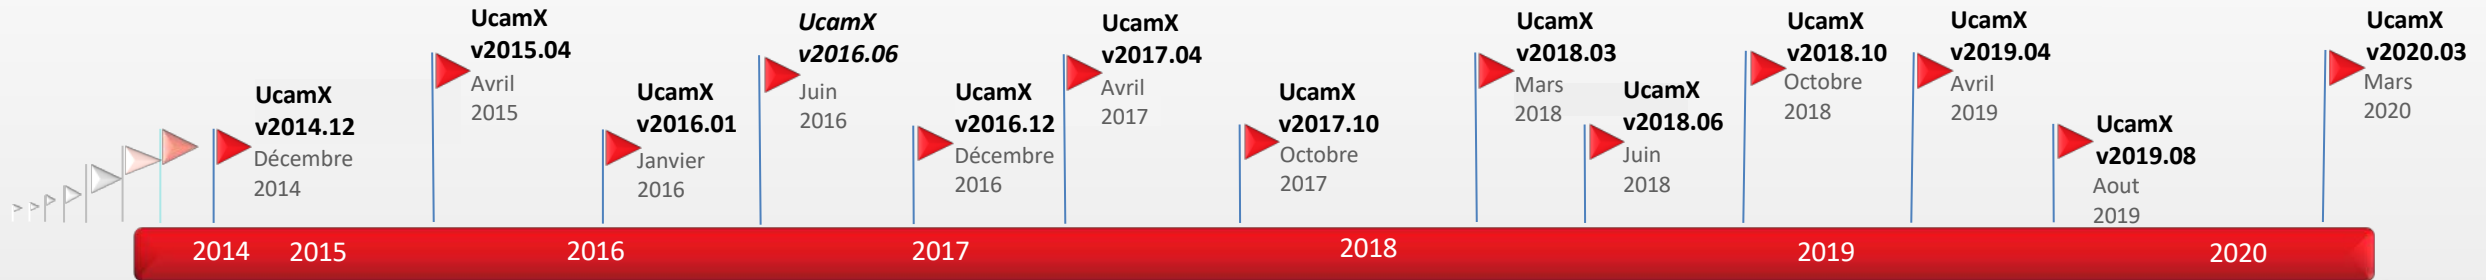 UcamX
v2014.12
Décembre
2014
UcamX
v2015.04
Avril
2015
UcamX
v2016.01
Janvier
2016
UcamX
v2016.06
Juin
2016
UcamX
v2016.12
Décembre
2016
UcamX
v2017.04
Avril
2017
UcamX
v2017.10
Octobre
2017
UcamX
v2018.03
Mars
2018
UcamX
v2018.06
Juin
2018
UcamX
v2018.10
Octobre
2018
UcamX
v2019.04
Avril
2019
UcamX
v2019.08
Aout
2019
UcamX
v2020.03
Mars
2020
2014 2015 2016 2017 2018 2019 2020